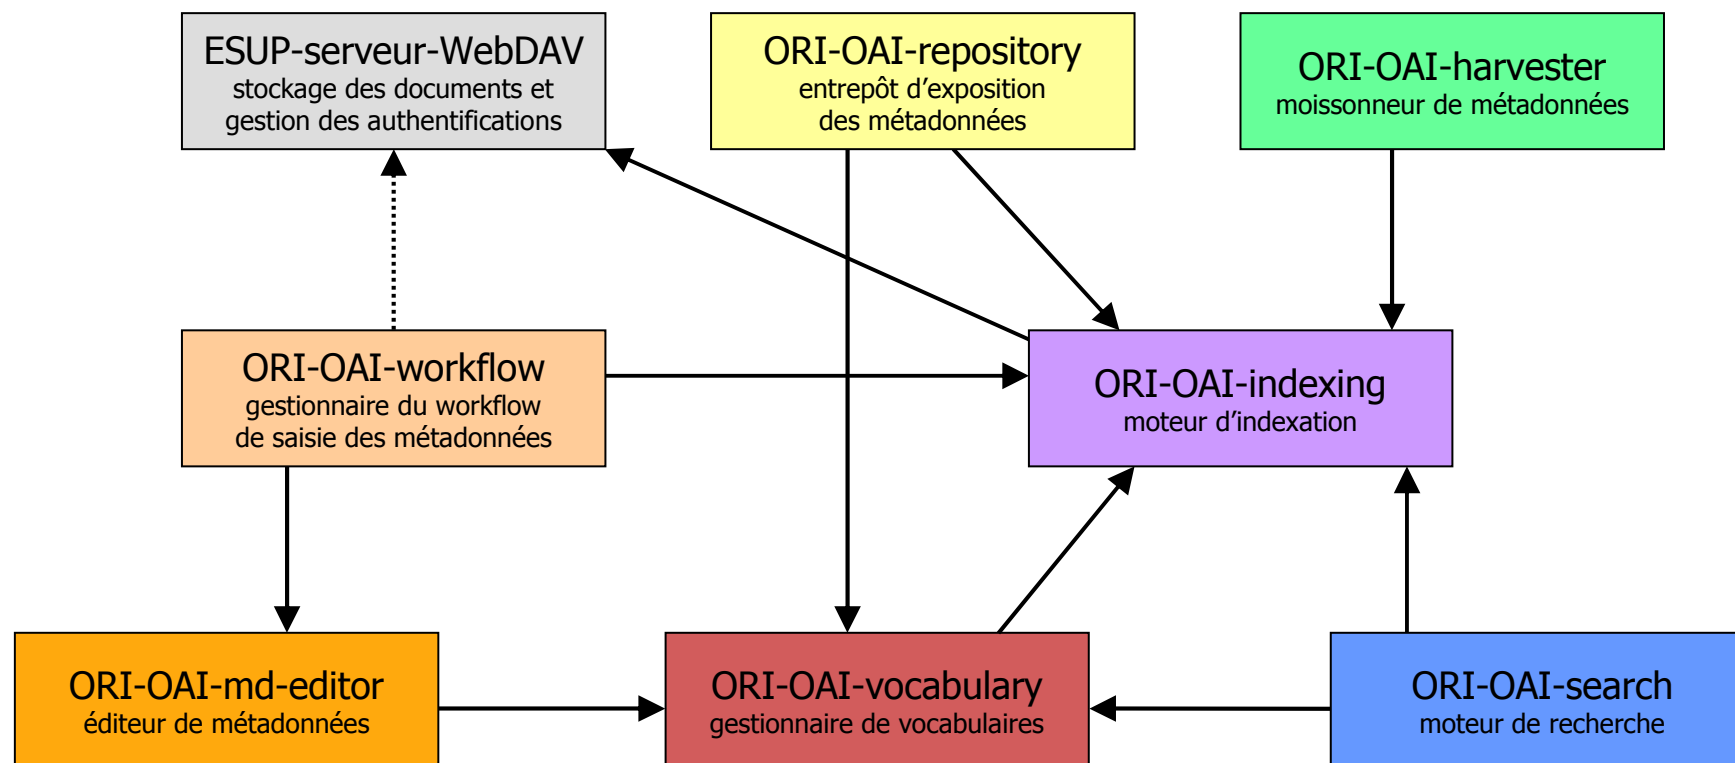 ESUP-serveur-WebDAV
stockage des documents et
gestion des authentifications
ORI-OAI-repository
entrepôt d’exposition
des métadonnées
ORI-OAI-harvester
moissonneur de métadonnées
ORI-OAI-workflow
gestionnaire du workflow
de saisie des métadonnées
ORI-OAI-indexing
moteur d’indexation
ORI-OAI-md-editor
éditeur de métadonnées
ORI-OAI-vocabulary
gestionnaire de vocabulaires
ORI-OAI-search
moteur de recherche